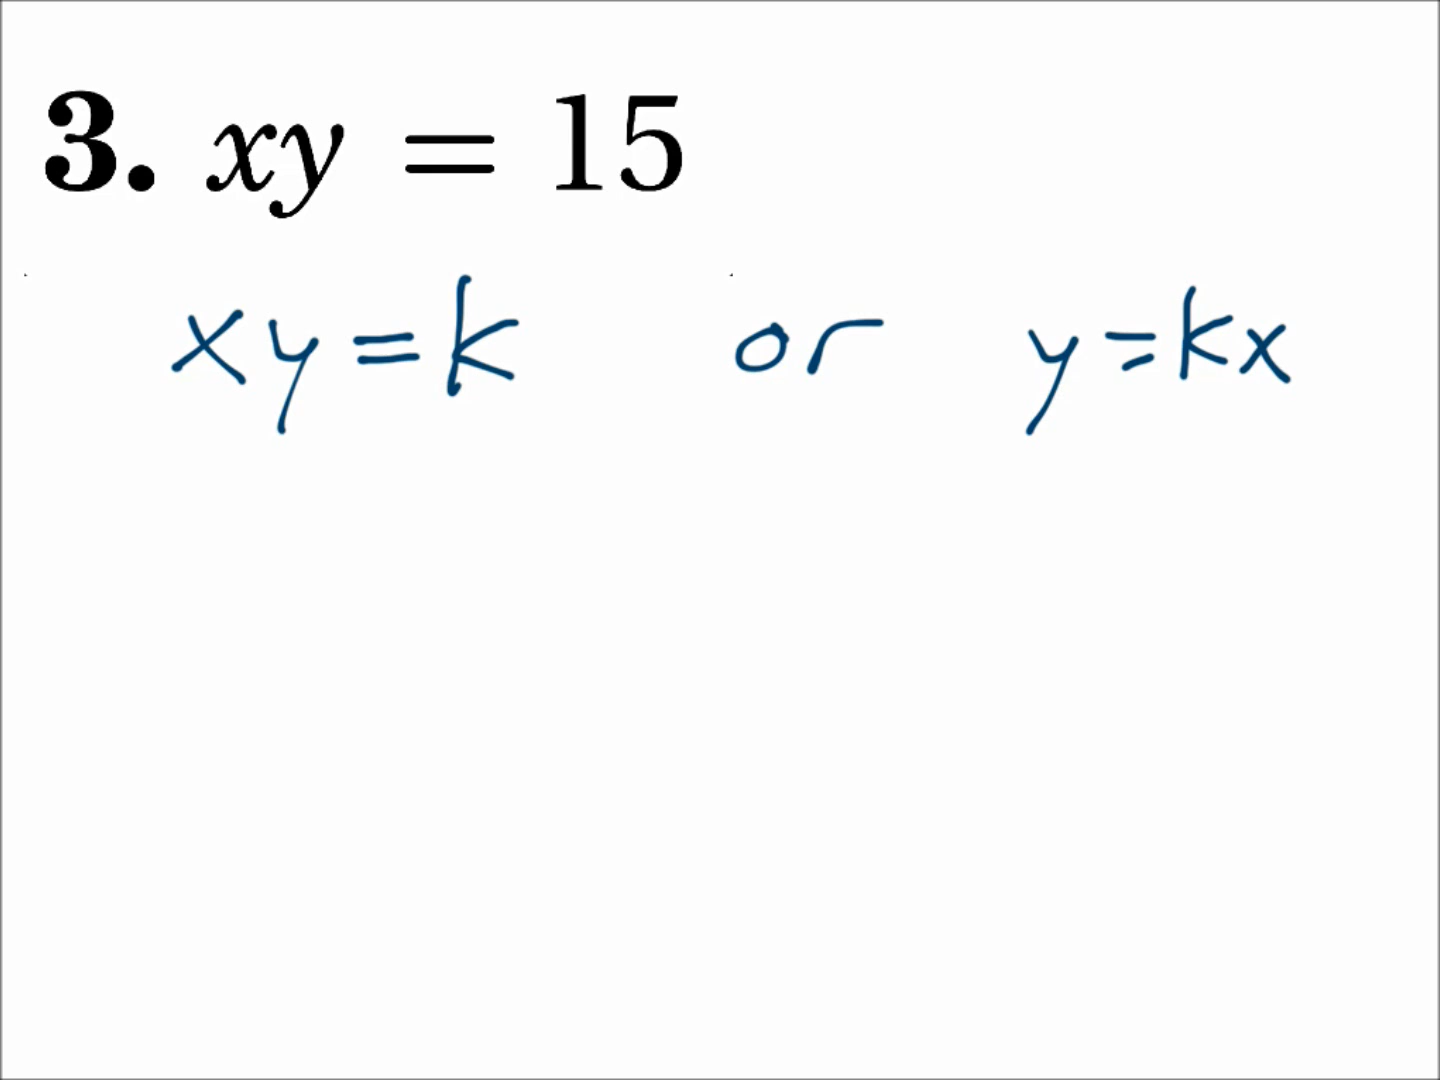 3. xy = 15
xy = k or y = kx